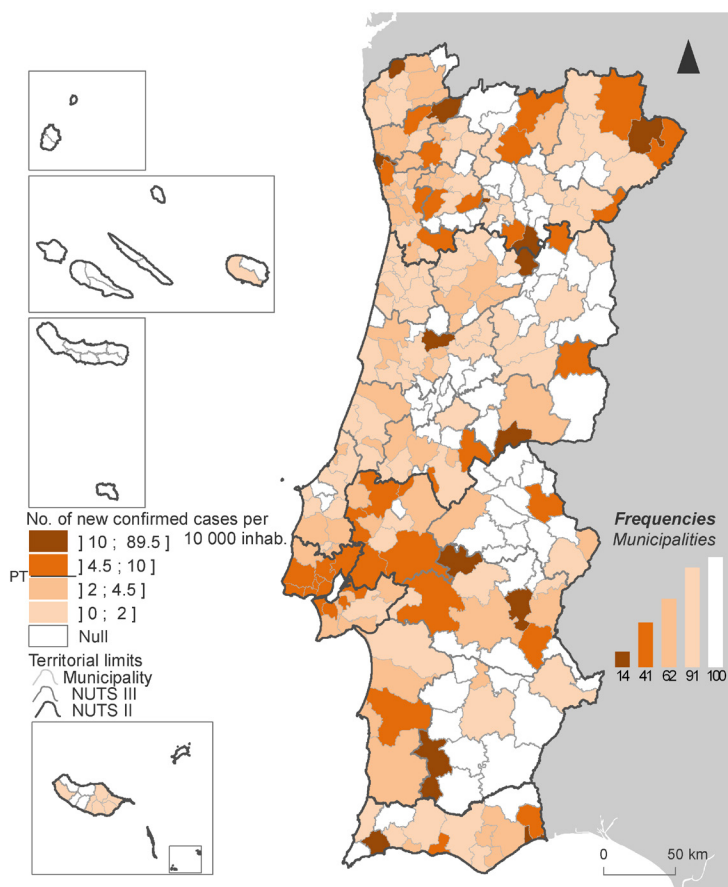 No. of new confirmed cases per
10 000 inhab.
] 10 ; 89.5 ]
] 4.5 ; 10 ]
PT
] 2 ; 4.5 ]
] 0 ; 2 ]
Null
Territorial limits
Municipality
NUTS III
NUTS II
Frequencies
Municipalities
14 41 62 91 100
0 50 km